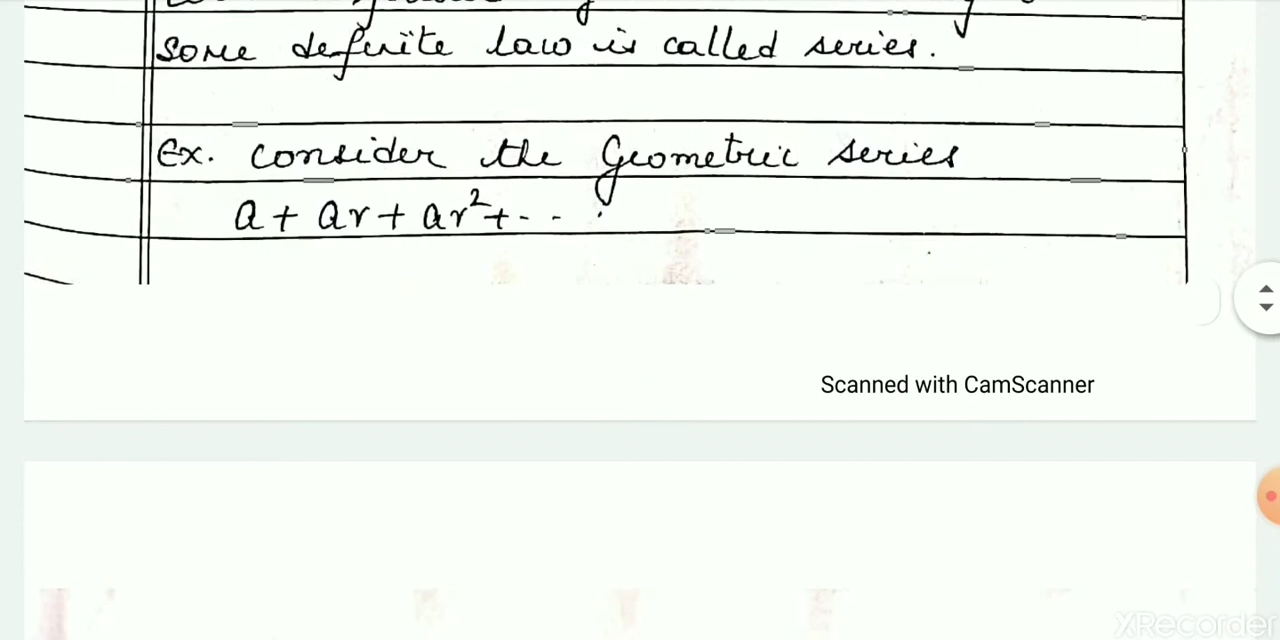 some definite law is called series.
Ex. consider the Geometric series
a + ar + ar² + - - .
Scanned with CamScanner
XRecorder